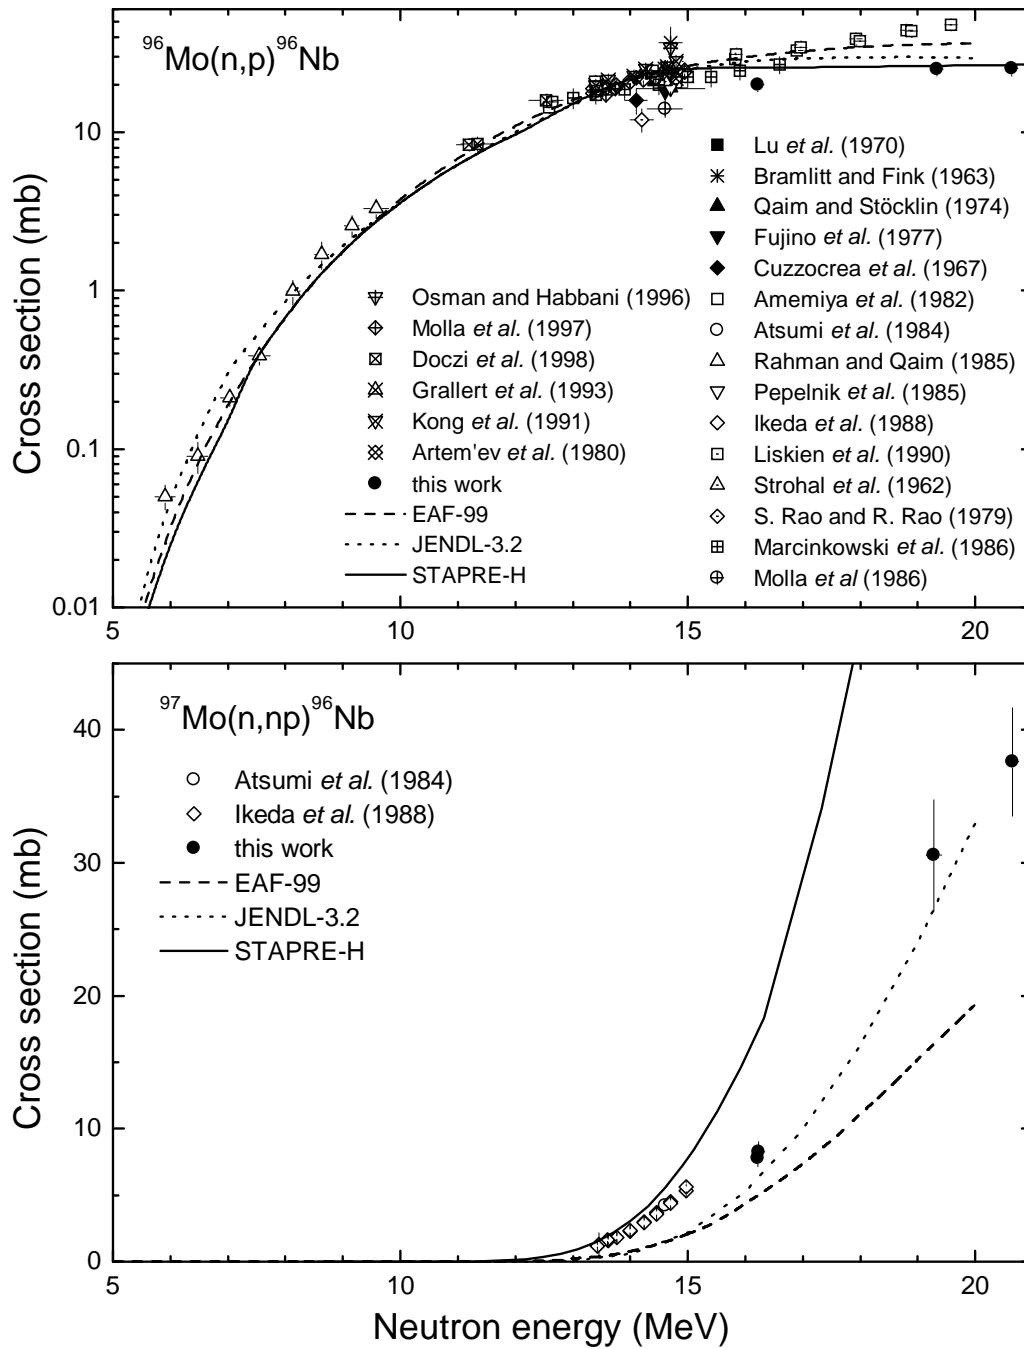 96Mo(n,p)96Nb
Cross section (mb)
10
1
0.1
0.01
Lu et al. (1970)
Bramlitt and Fink (1963)
Qaim and Stöcklin (1974)
Fujino et al. (1977)
Cuzzocrea et al. (1967)
Amemiya et al. (1982)
Atsumi et al. (1984)
Rahman and Qaim (1985)
Pepelnik et al. (1985)
Ikeda et al. (1988)
Liskien et al. (1990)
Strohal et al. (1962)
S. Rao and R. Rao (1979)
Marcinkowski et al. (1986)
Molla et al (1986)
Osman and Habbani (1996)
Molla et al. (1997)
Doczi et al. (1998)
Grallert et al. (1993)
Kong et al. (1991)
Artem'ev et al. (1980)
this work
EAF-99
JENDL-3.2
STAPRE-H
5 10 15 20
97Mo(n,np)96Nb
Cross section (mb)
40
30
20
10
0
Atsumi et al. (1984)
Ikeda et al. (1988)
this work
EAF-99
JENDL-3.2
STAPRE-H
5 10 15 20
Neutron energy (MeV)